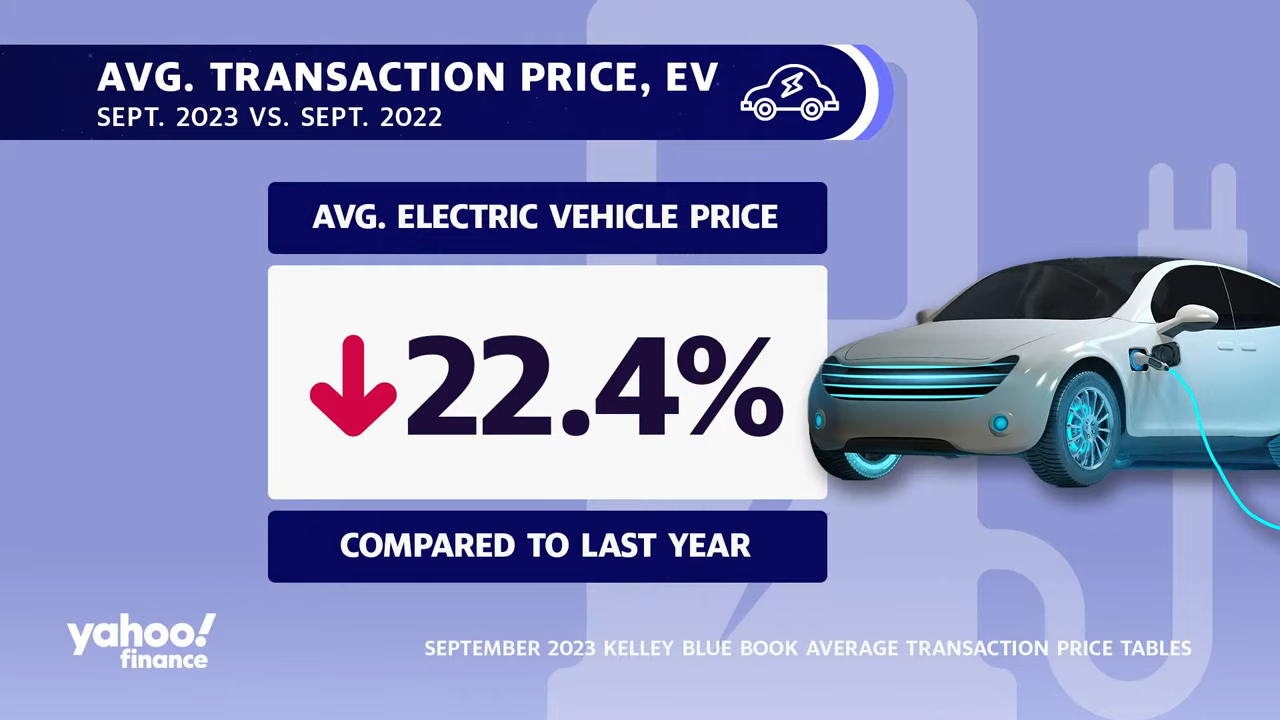 AVG. TRANSACTION PRICE, EV
SEPT. 2023 VS. SEPT. 2022
AVG. ELECTRIC VEHICLE PRICE
22.4%
COMPARED TO LAST YEAR
yahoo!
finance
SEPTEMBER 2023 KELLEY BLUE BOOK AVERAGE TRANSACTION PRICE TABLES